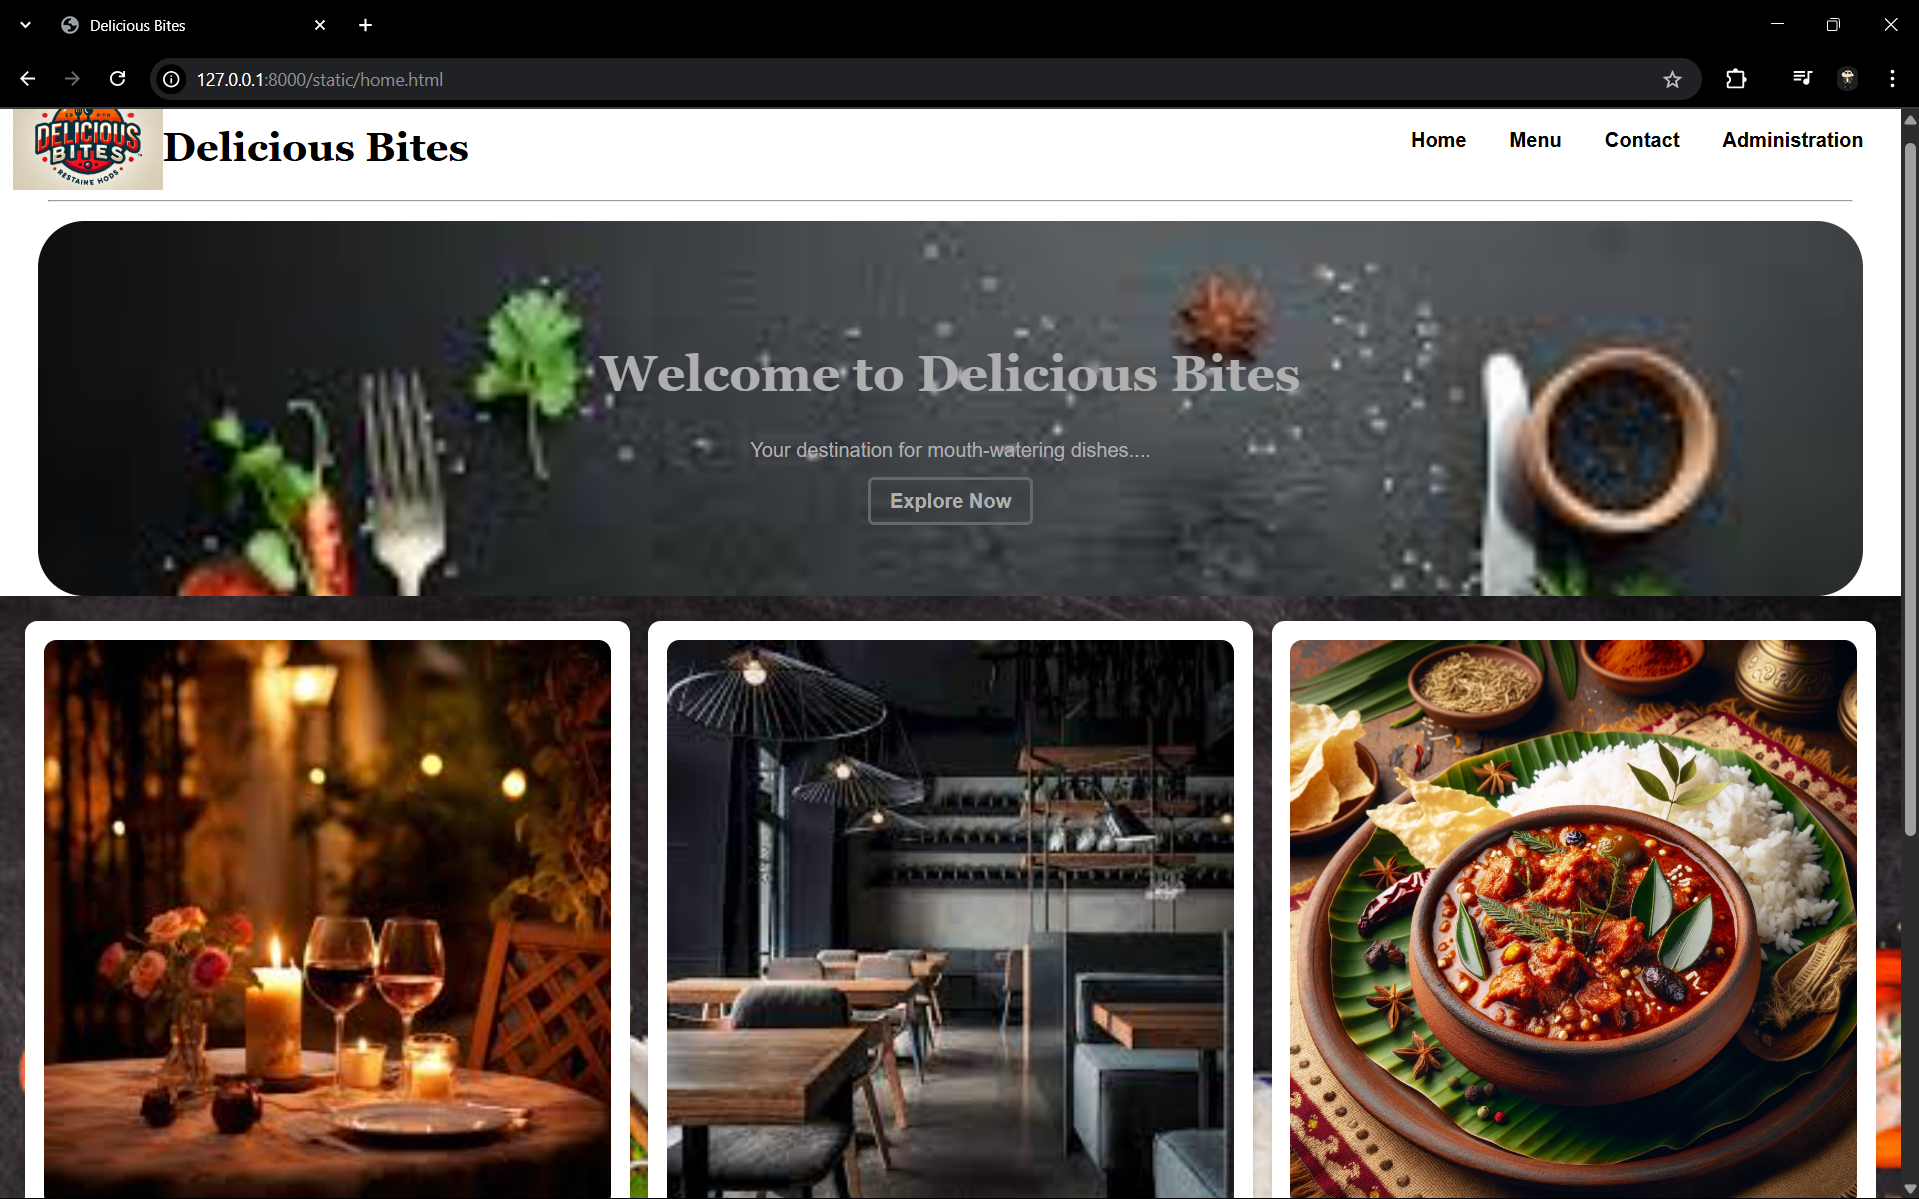 Delicious Bites
127.0.0.1:8000/static/home.html
DELICIOUS
BITES
RESTAINE HODS
Delicious Bites
Home
Menu
Contact
Administration
Welcome to Delicious Bites
Your destination for mouth-watering dishes....
Explore Now